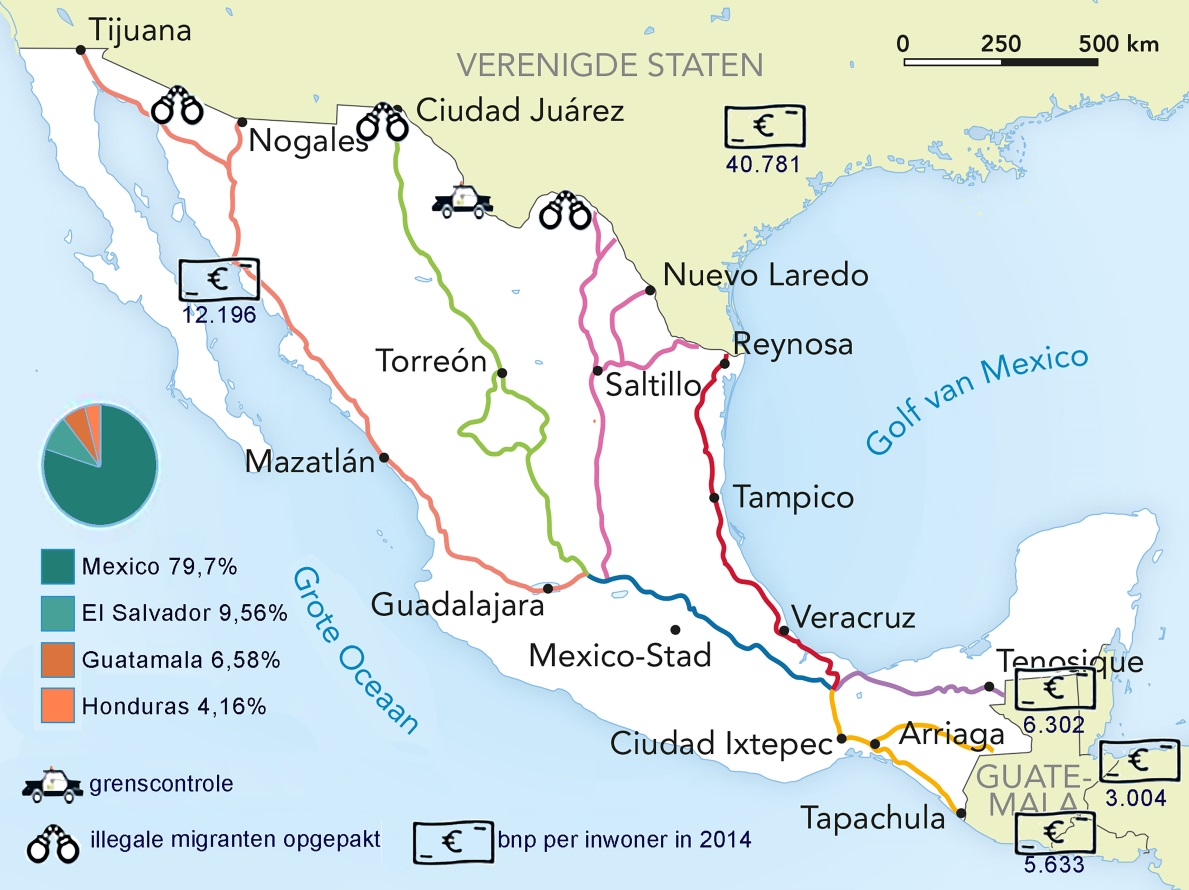 Tijuana
VERENIGDE STATEN
0 250 500 km
Ciudad Juárez
Nogales
€
40.781
Nuevo Laredo
€
12.196
Reynosa
Torreón
Saltillo
Golf van Mexico
Mazatlán
Tampico
Mexico 79,7%
El Salvador 9,56%
Guatamala 6,58%
Honduras 4,16%
Grote Oceaan
Guadalajara
Veracruz
Mexico-Stad
Tenosique
€
6.302
Ciudad Ixtepec
Arriaga
€
3.004
GUATE-
MALA
Tapachula
€
5.633
grenscontrole
illegale migranten opgepakt
€ bnp per inwoner in 2014